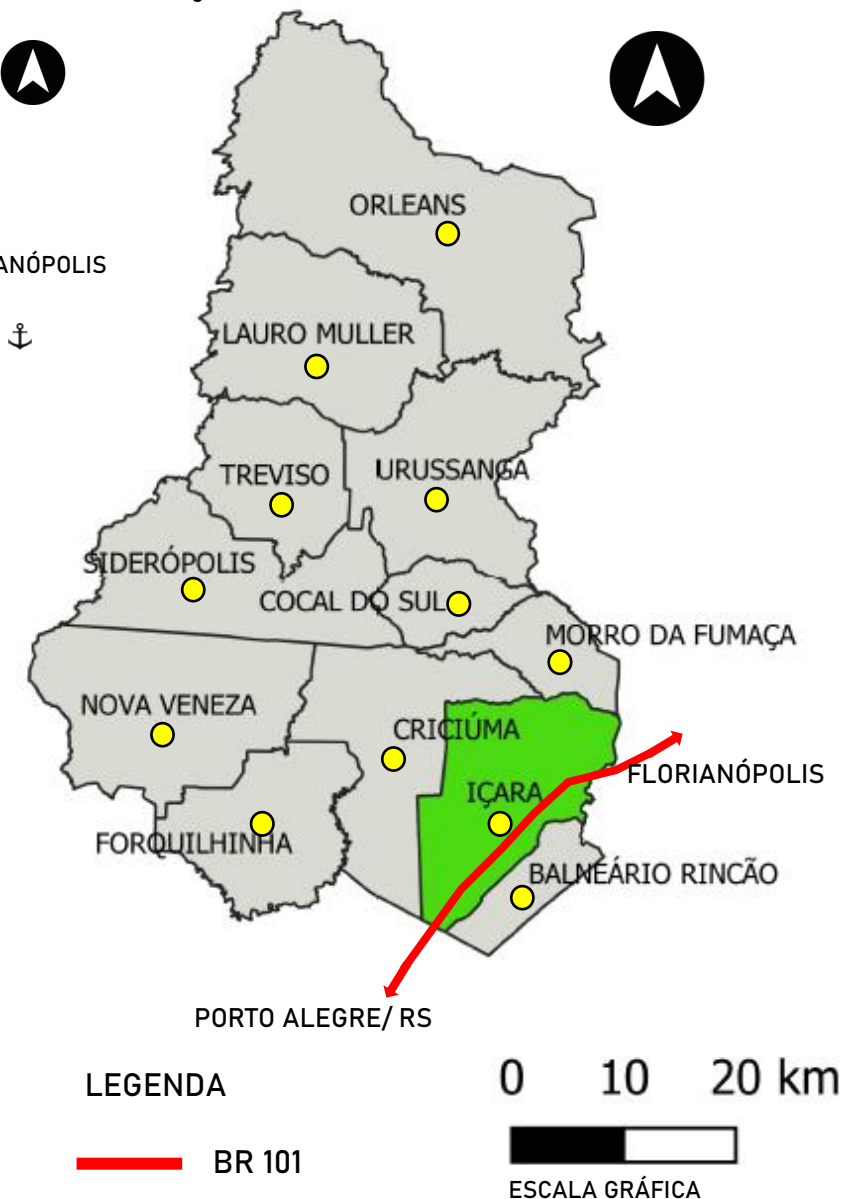 ORLEANS
ANÓPOLIS
LAURO MULLER
TREVISO
URUSSANGA
SIDERÓPOLIS
COCAL DO SUL
MORRO DA FUMAÇA
NOVA VENEZA
CRICIÚMA
FLORIANÓPOLIS
IÇARA
FORQUILHINHA
BALNEÁRIO RINCÃO
PORTO ALEGRE/ RS
LEGENDA
0 10 20 km
BR 101
ESCALA GRÁFICA